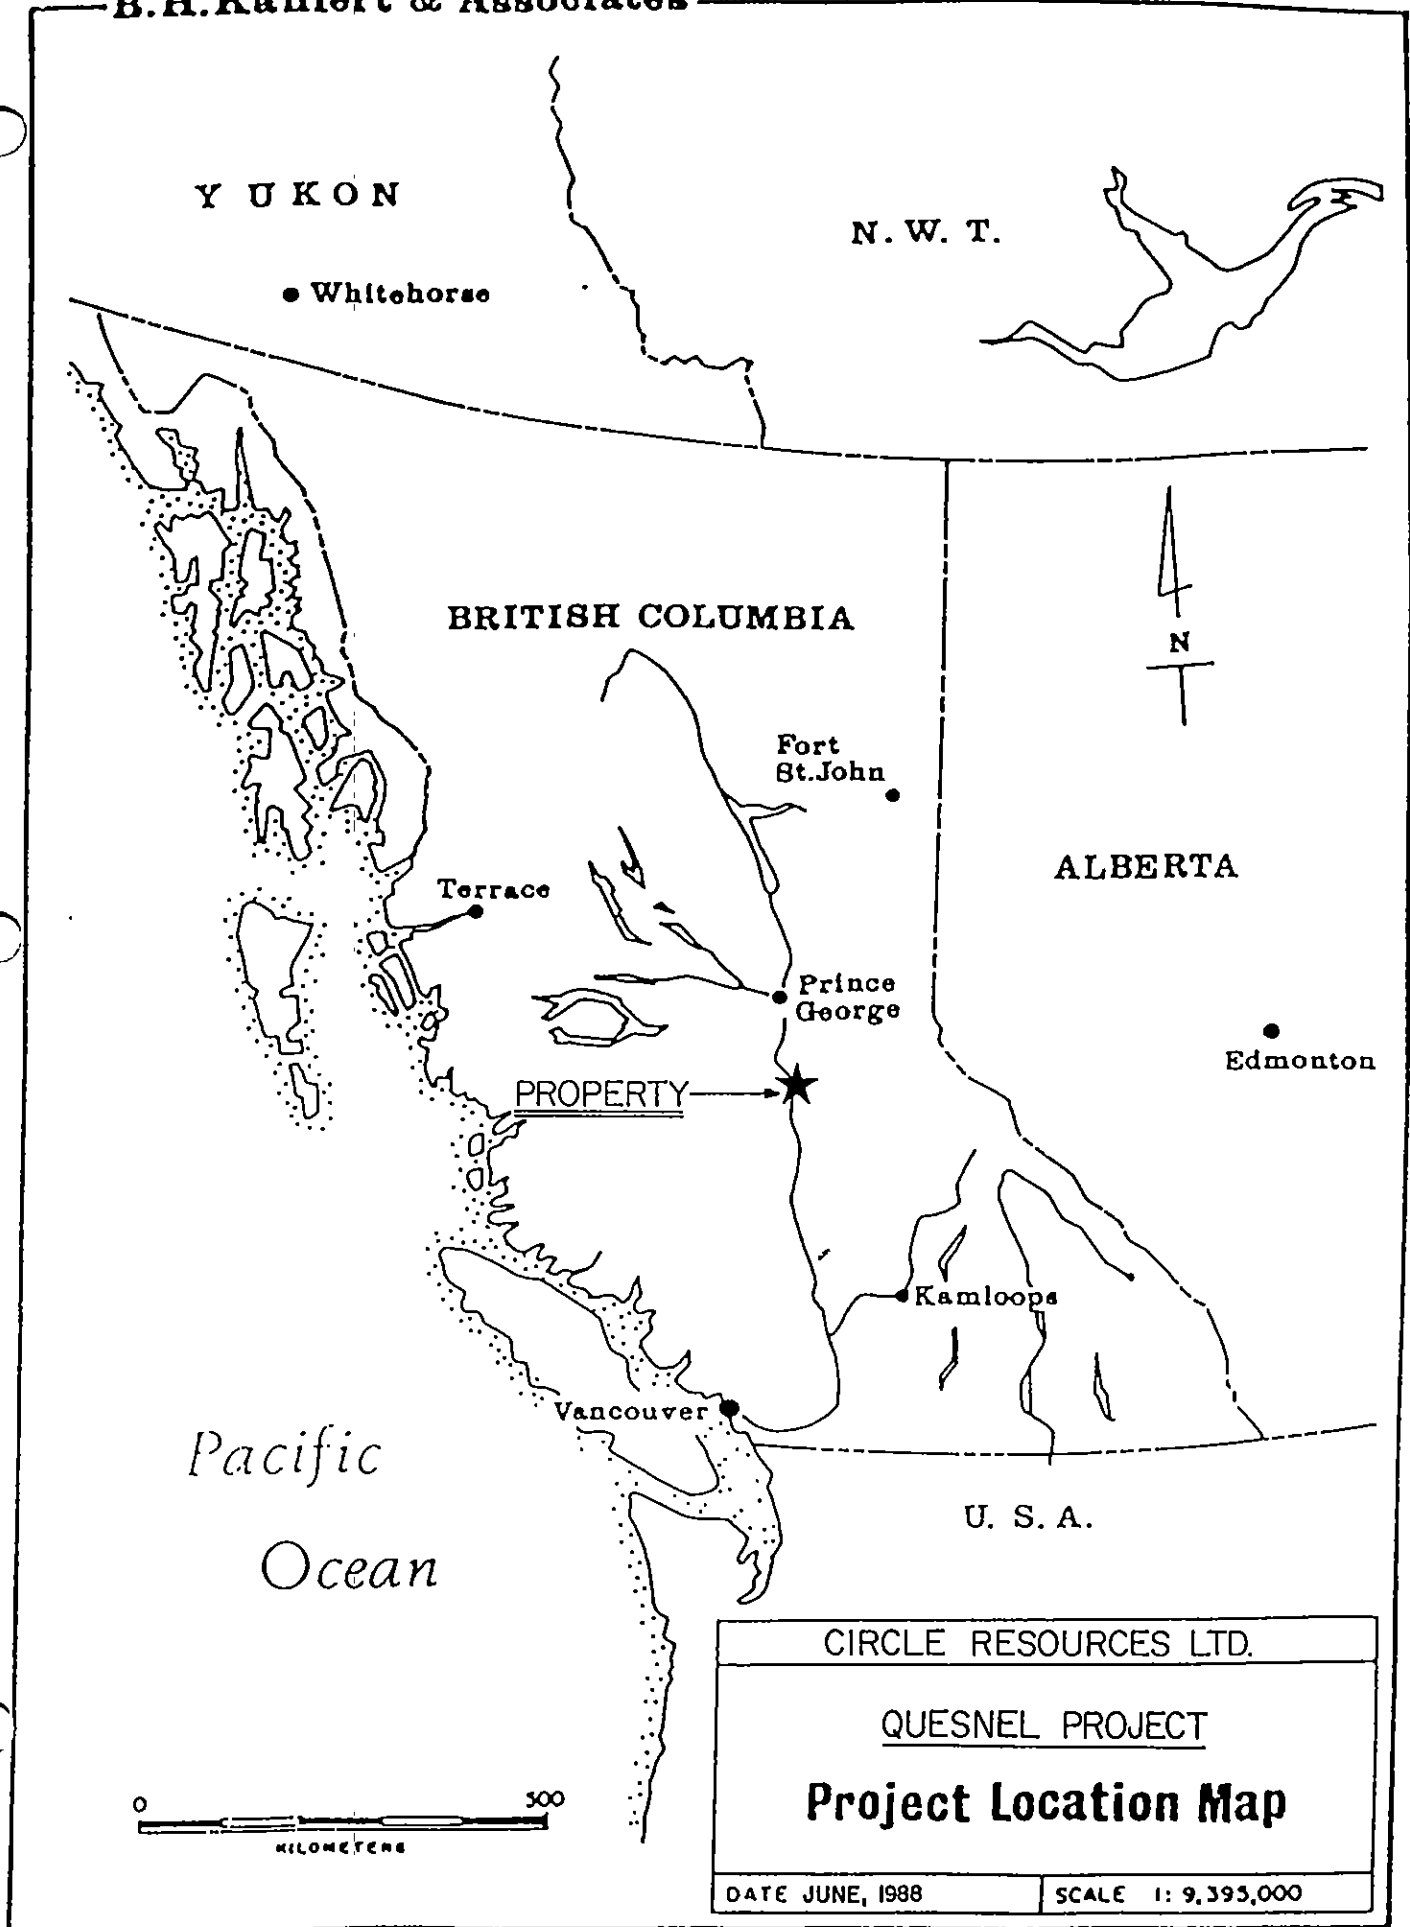 & Associates
YUKON
N. W. T.
Whitehorse
BRITISH COLUMBIA
N
Fort
St. John
ALBERTA
Terrace
Prince
George
Edmonton
PROPERTY
Kamloops
Vancouver
Pacific
Ocean
U. S. A.
CIRCLE RESOURCES LTD.
QUESNEL PROJECT
Project Location Map
0 500
KILOMETERS
DATE JUNE, 1988
SCALE 1: 9,395,000